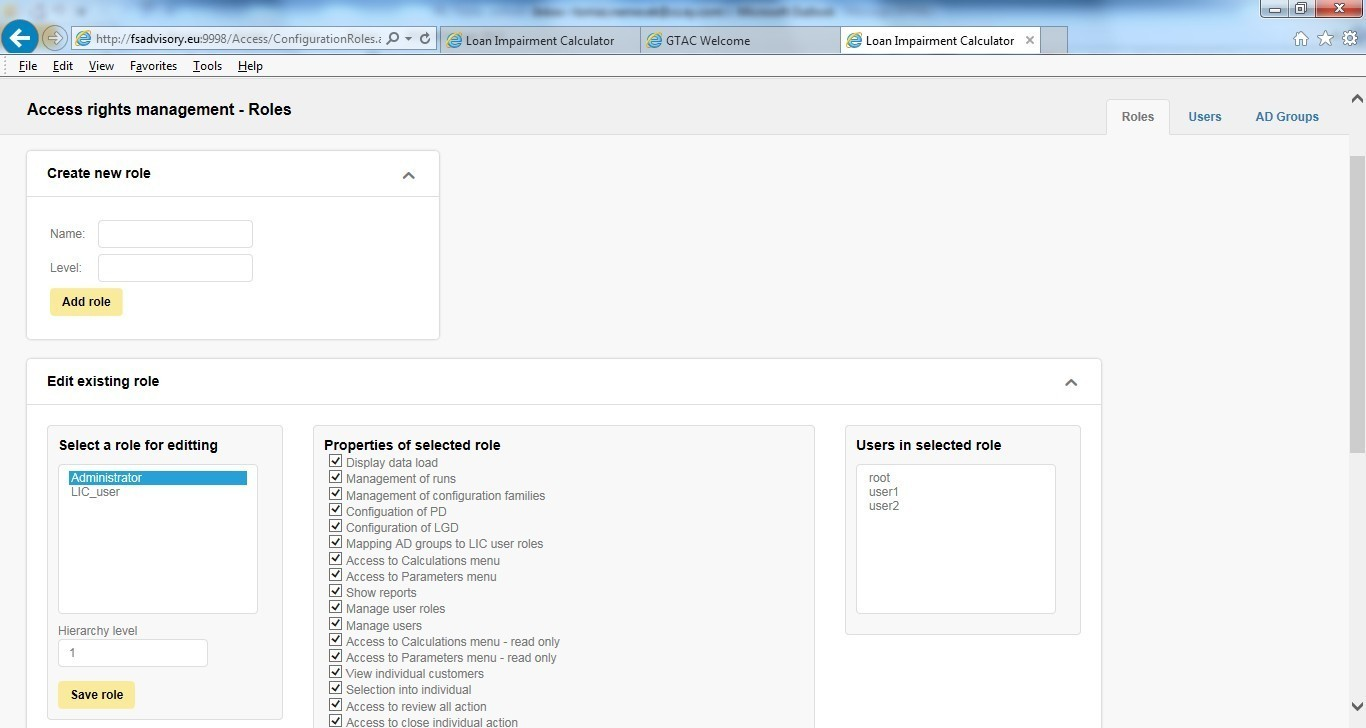 http://fsadvisory.eu:9998/Access/ConfigurationRoles.a
Loan Impairment Calculator
GTAC Welcome
Loan Impairment Calculator
File Edit View Favorites Tools Help
Access rights management - Roles
Roles Users AD Groups
Create new role
Name:
Level:
Add role
Edit existing role
Select a role for editting
Administrator
LIC_user
Hierarchy level
1
Save role
Properties of selected role
Display data load
Management of runs
Management of configuration families
Configuation of PD
Configuration of LGD
Mapping AD groups to LIC user roles
Access to Calculations menu
Access to Parameters menu
Show reports
Manage user roles
Manage users
Access to Calculations menu - read only
Access to Parameters menu - read only
View individual customers
Selection into individual
Access to review all action
Access to close individual action
Users in selected role
root
user1
user2